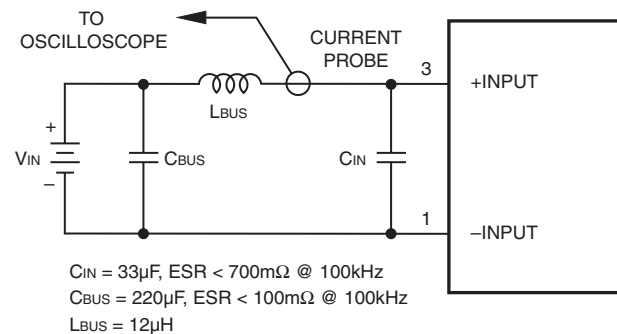 TO
OSCILLOSCOPE
CURRENT
PROBE
3
+INPUT
LBUS
+
VIN
–
CBUS
CIN
1
–INPUT
CIN = 33µF, ESR < 700mΩ @ 100kHz
CBUS = 220µF, ESR < 100mΩ @ 100kHz
LBUS = 12µH